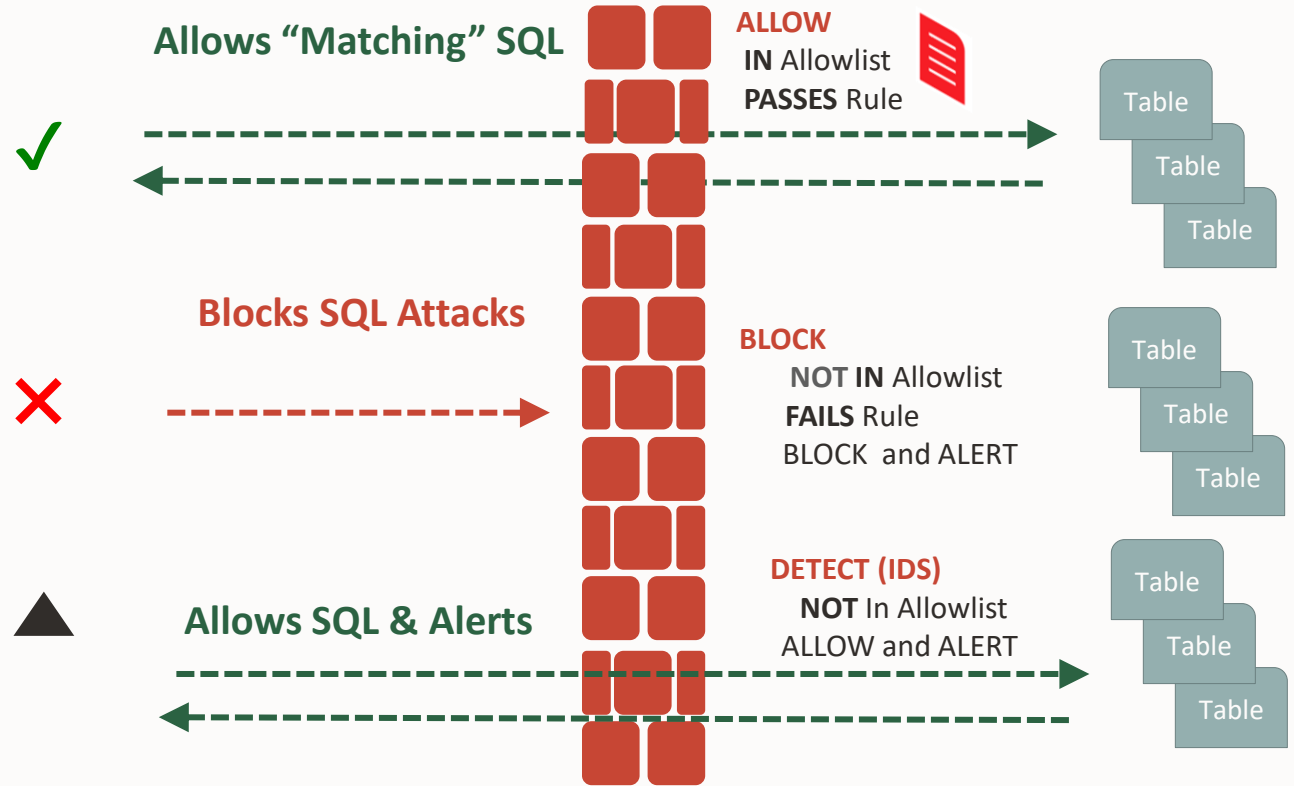 Allows “Matching” SQL
ALLOW
IN Allowlist
PASSES Rule
Table
Table
Table
Blocks SQL Attacks
BLOCK
NOT IN Allowlist
FAILS Rule
BLOCK and ALERT
Table
Table
Table
Allows SQL & Alerts
DETECT (IDS)
NOT In Allowlist
ALLOW and ALERT
Table
Table
Table